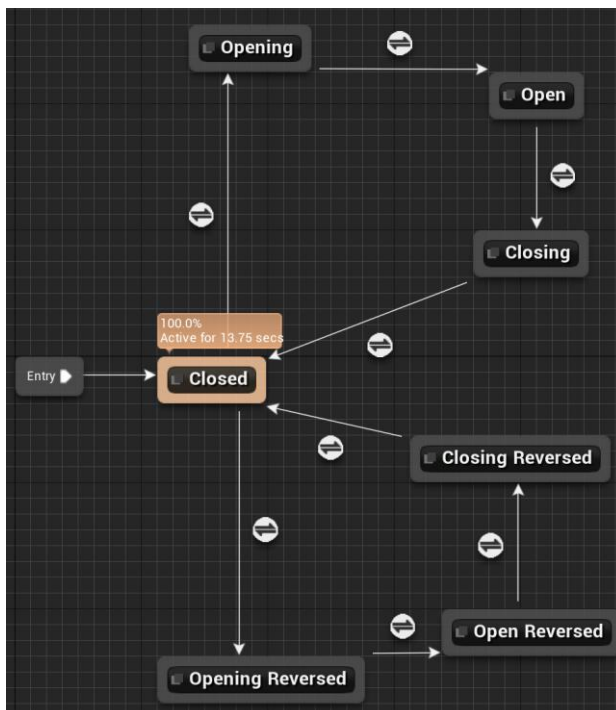 Opening
Open
Closing
100.0%
Active for 13.75 secs
Entry
Closed
Closing Reversed
Open Reversed
Opening Reversed